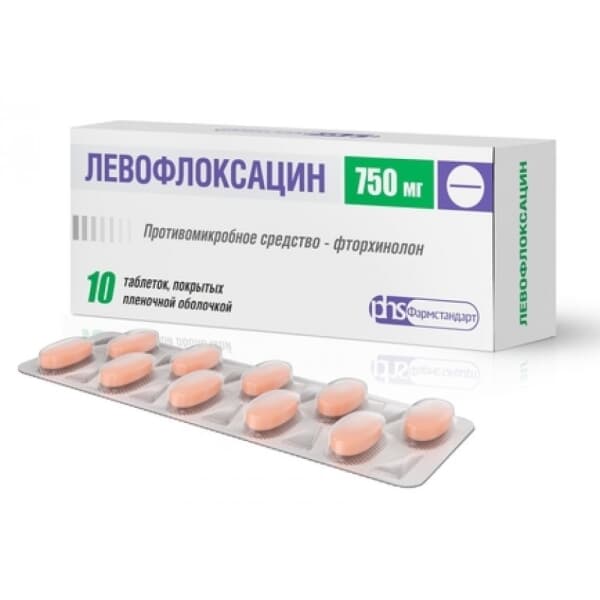 ЛЕВОФЛОКСАЦИН 750 мг
Противомикробное средство - фторхинолон
10 таблеток, покрытых
пленочной оболочкой
phs Фармстандарт
ЛЕВОФЛОКСАЦИН